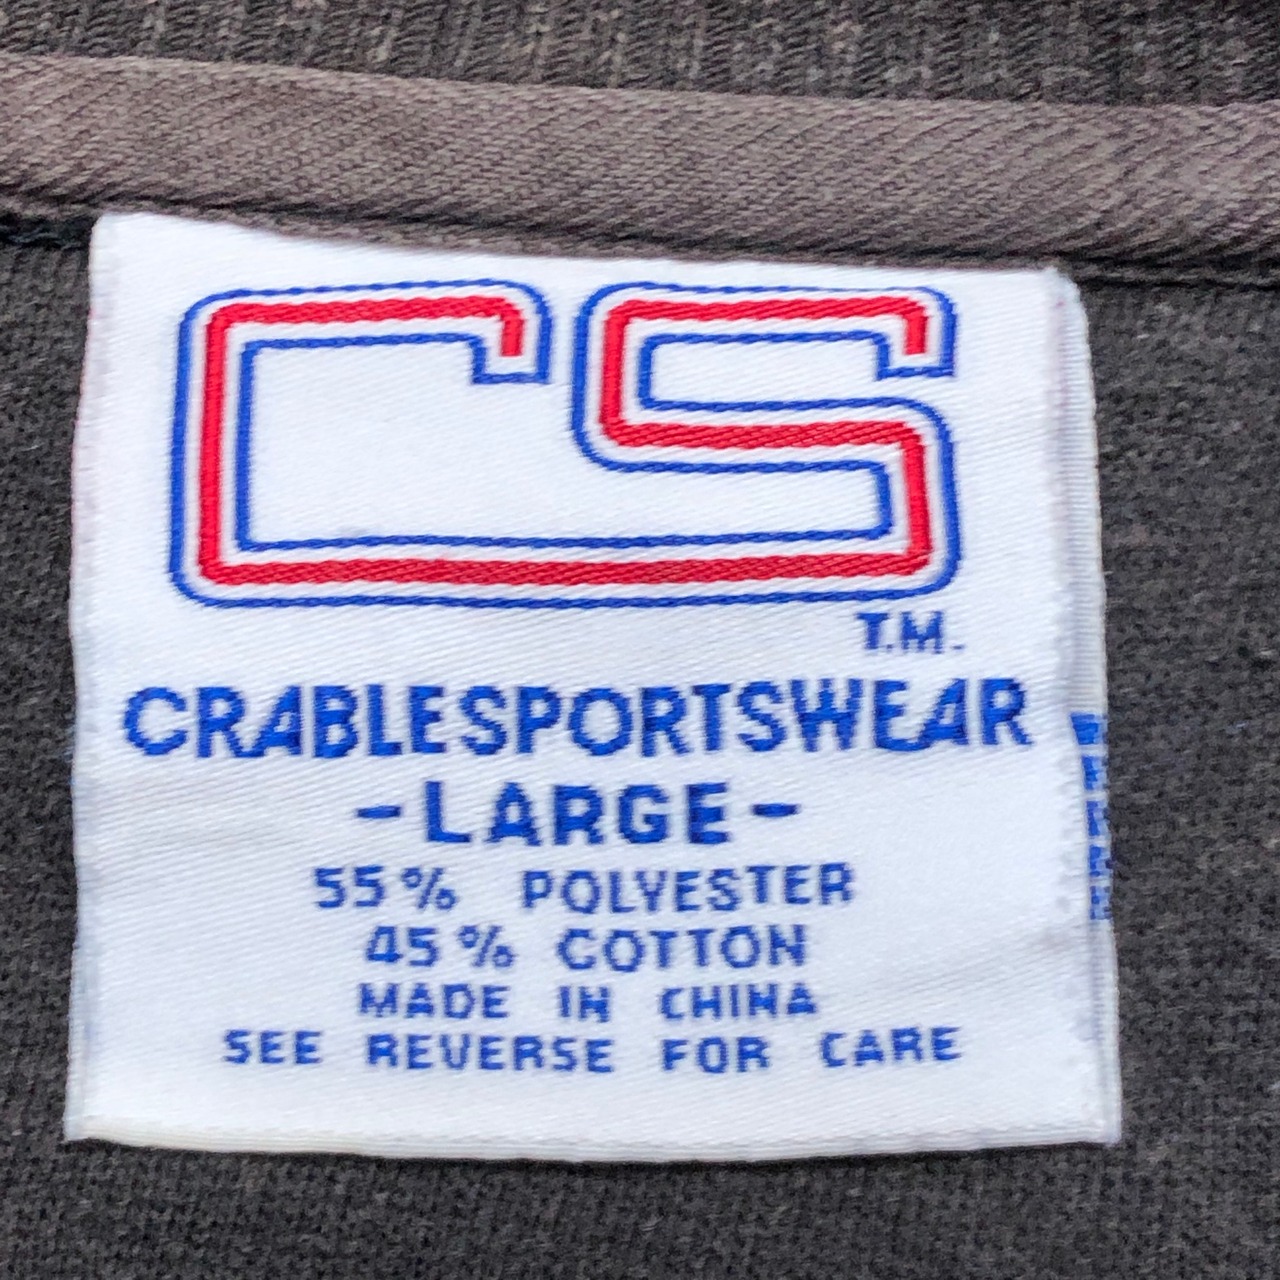 CS
T.M.
CRABLESPORTSWEAR
-LARGE-
55% POLYESTER
45% COTTON
MADE IN CHINA
SEE REVERSE FOR CARE